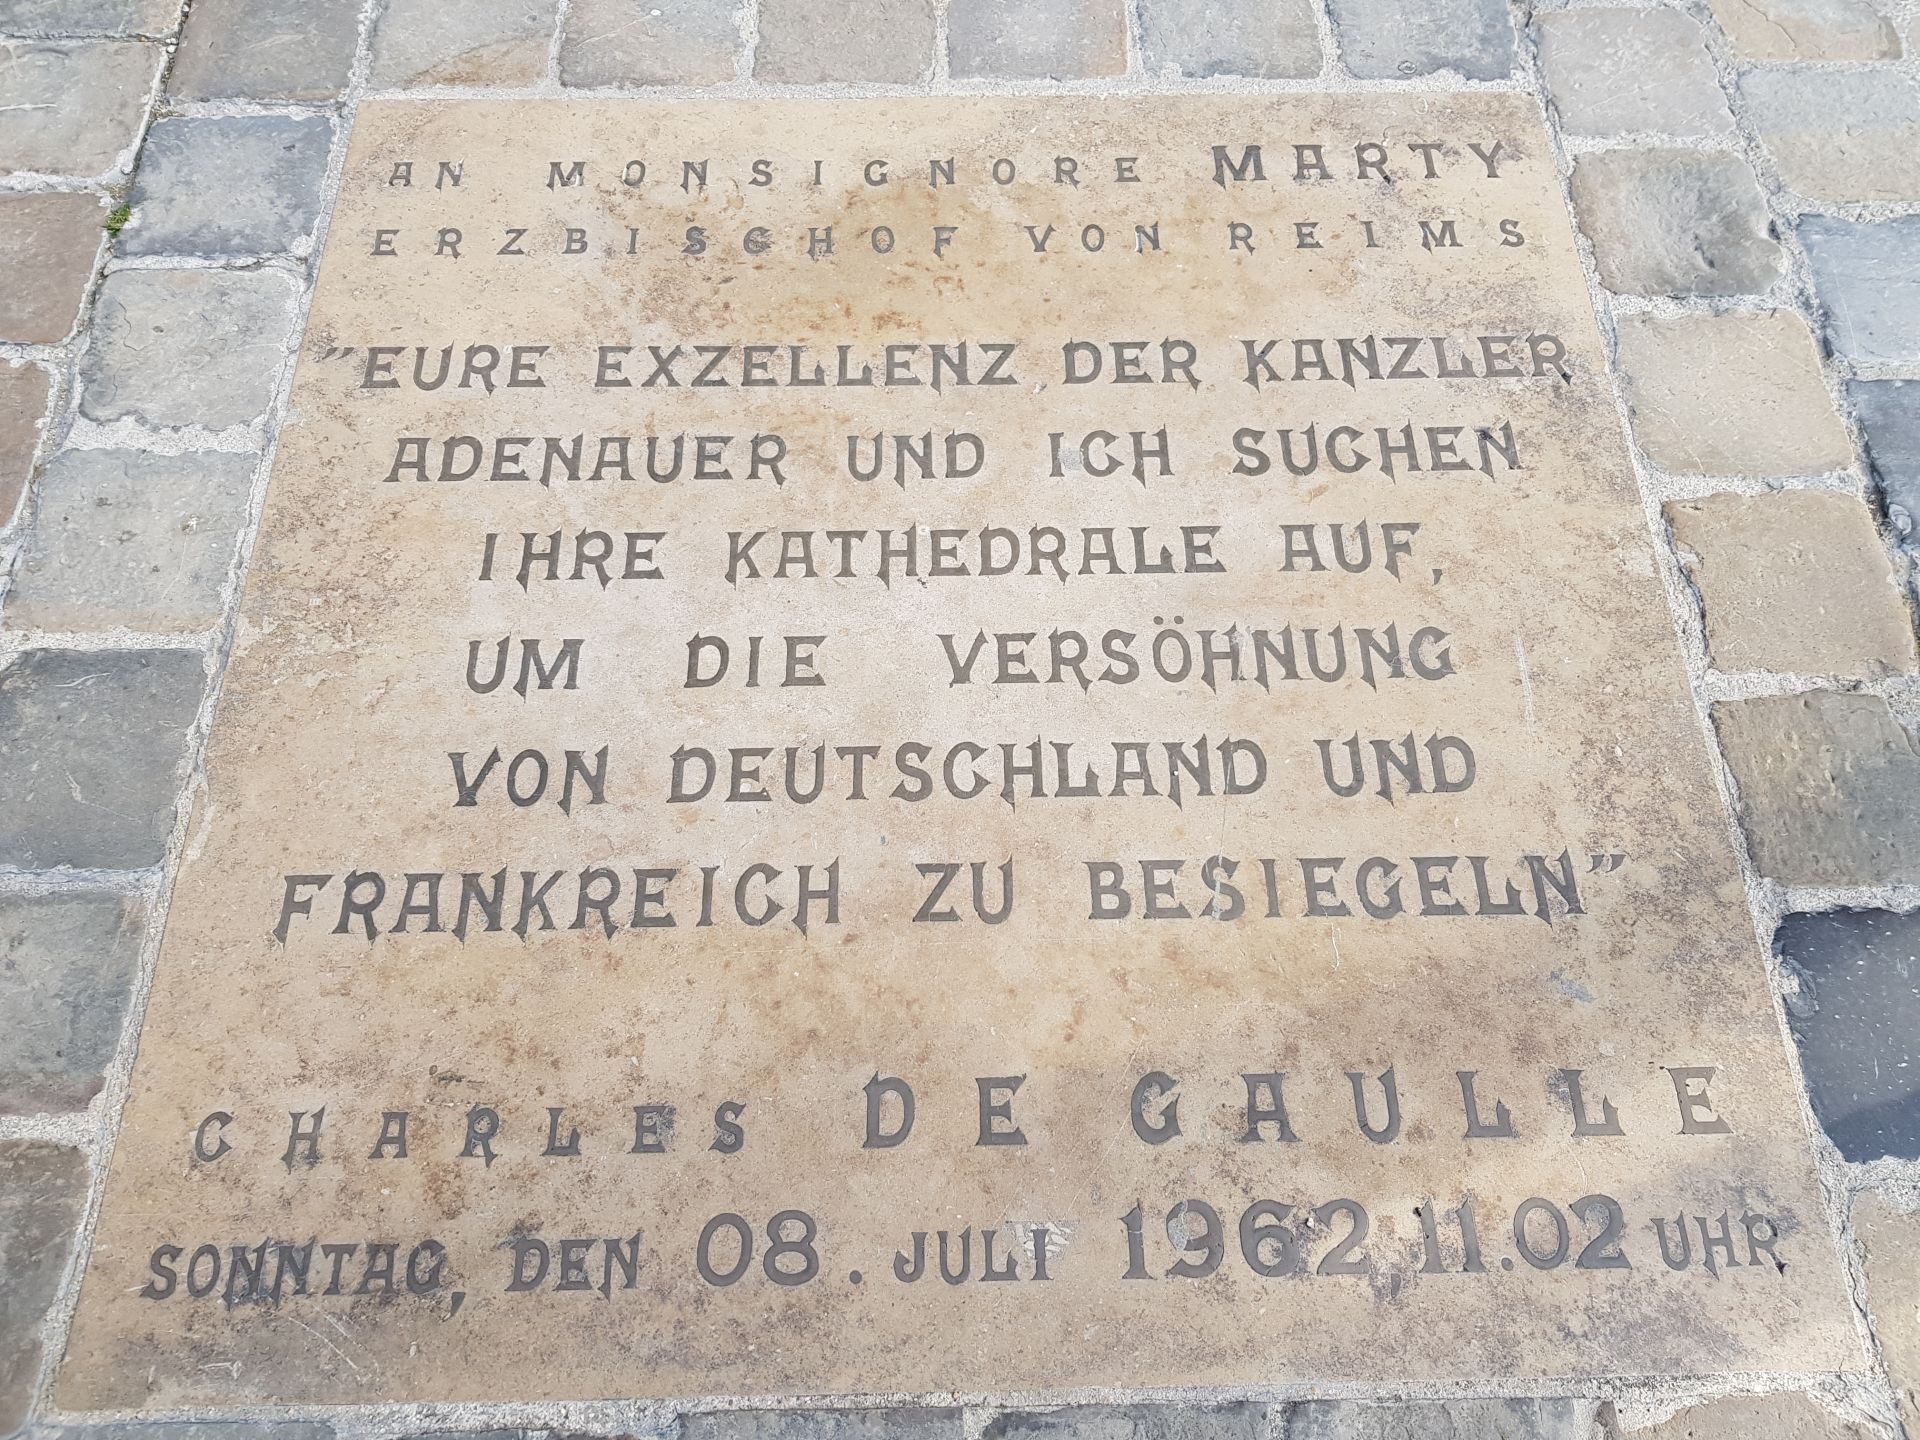 AN MONSIGNORE MARTY
ERZBISCHOF VON REIMS
"EURE EXZELLENZ, DER KANZLER
ADENAUER UND ICH SUCHEN
IHRE KATHEDRALE AUF,
UM DIE VERSÖHNUNG
VON DEUTSCHLAND UND
FRANKREICH ZU BESIEGELN"
CHARLES DE GAULLE
SONNTAG, DEN 08. JULI 1962, 11.02 UHR